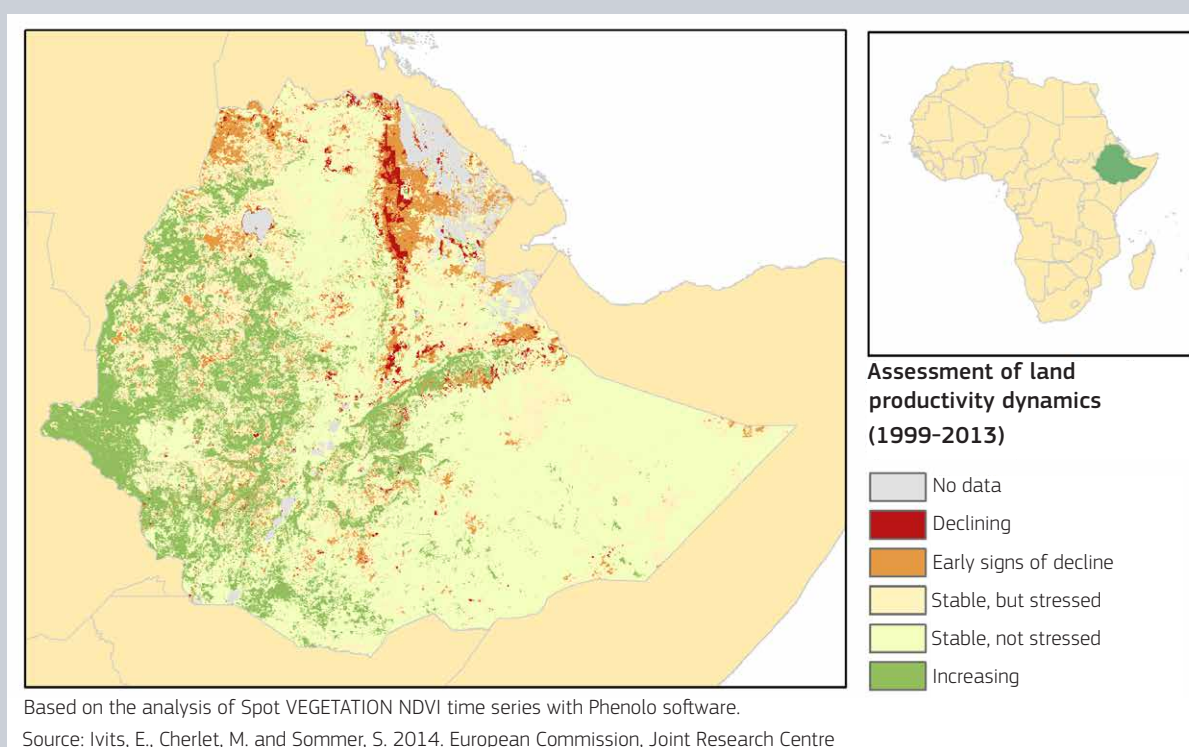 Assessment of land
productivity dynamics
(1999-2013)
No data
Declining
Early signs of decline
Stable, but stressed
Stable, not stressed
Increasing
Based on the analysis of Spot VEGETATION NDVI time series with Phenolo software.
Source: Ivits, E., Cherlet, M. and Sommer, S. 2014. European Commission, Joint Research Centre